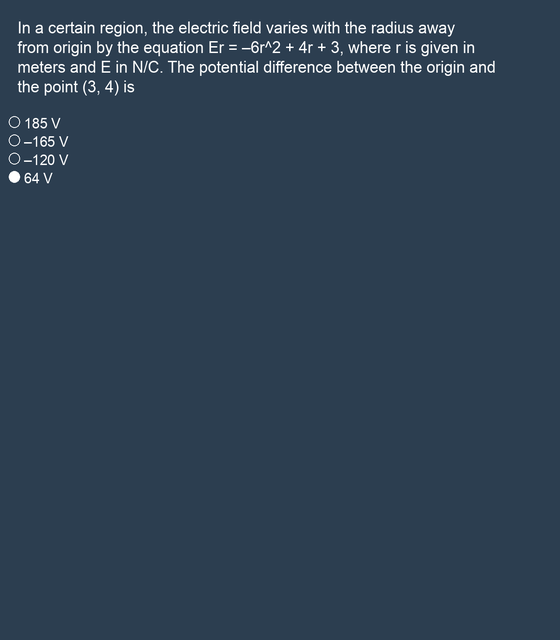 In a certain region, the electric field varies with the radius away
from origin by the equation Er = –6r^2 + 4r + 3, where r is given in
meters and E in N/C. The potential difference between the origin and
the point (3, 4) is
185 V
–165 V
–120 V
64 V